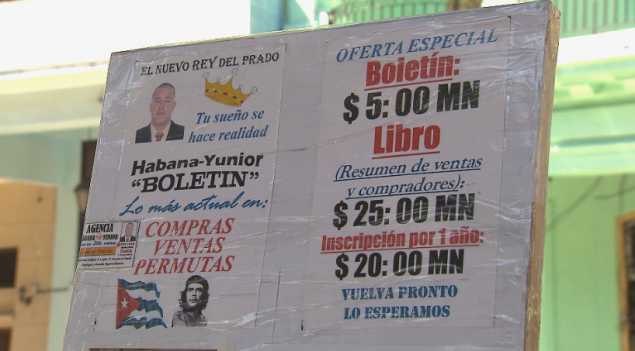 EL NUEVO REY DEL PRADO
Tu sueño se
hace realidad
Habana-Yunior
"BOLETIN"
Lo más actual en:
AGENCIA
COMPRAS
VENTAS
PERMUTAS
OFERTA ESPECIAL
Boletín:
$ 5: 00 MN
Libro
(Resumen de ventas
y compradores):
$ 25: 00 MN
Inscripción por 1 año:
$ 20: 00 MN
VUELVA PRONTO
LO ESPERAMOS